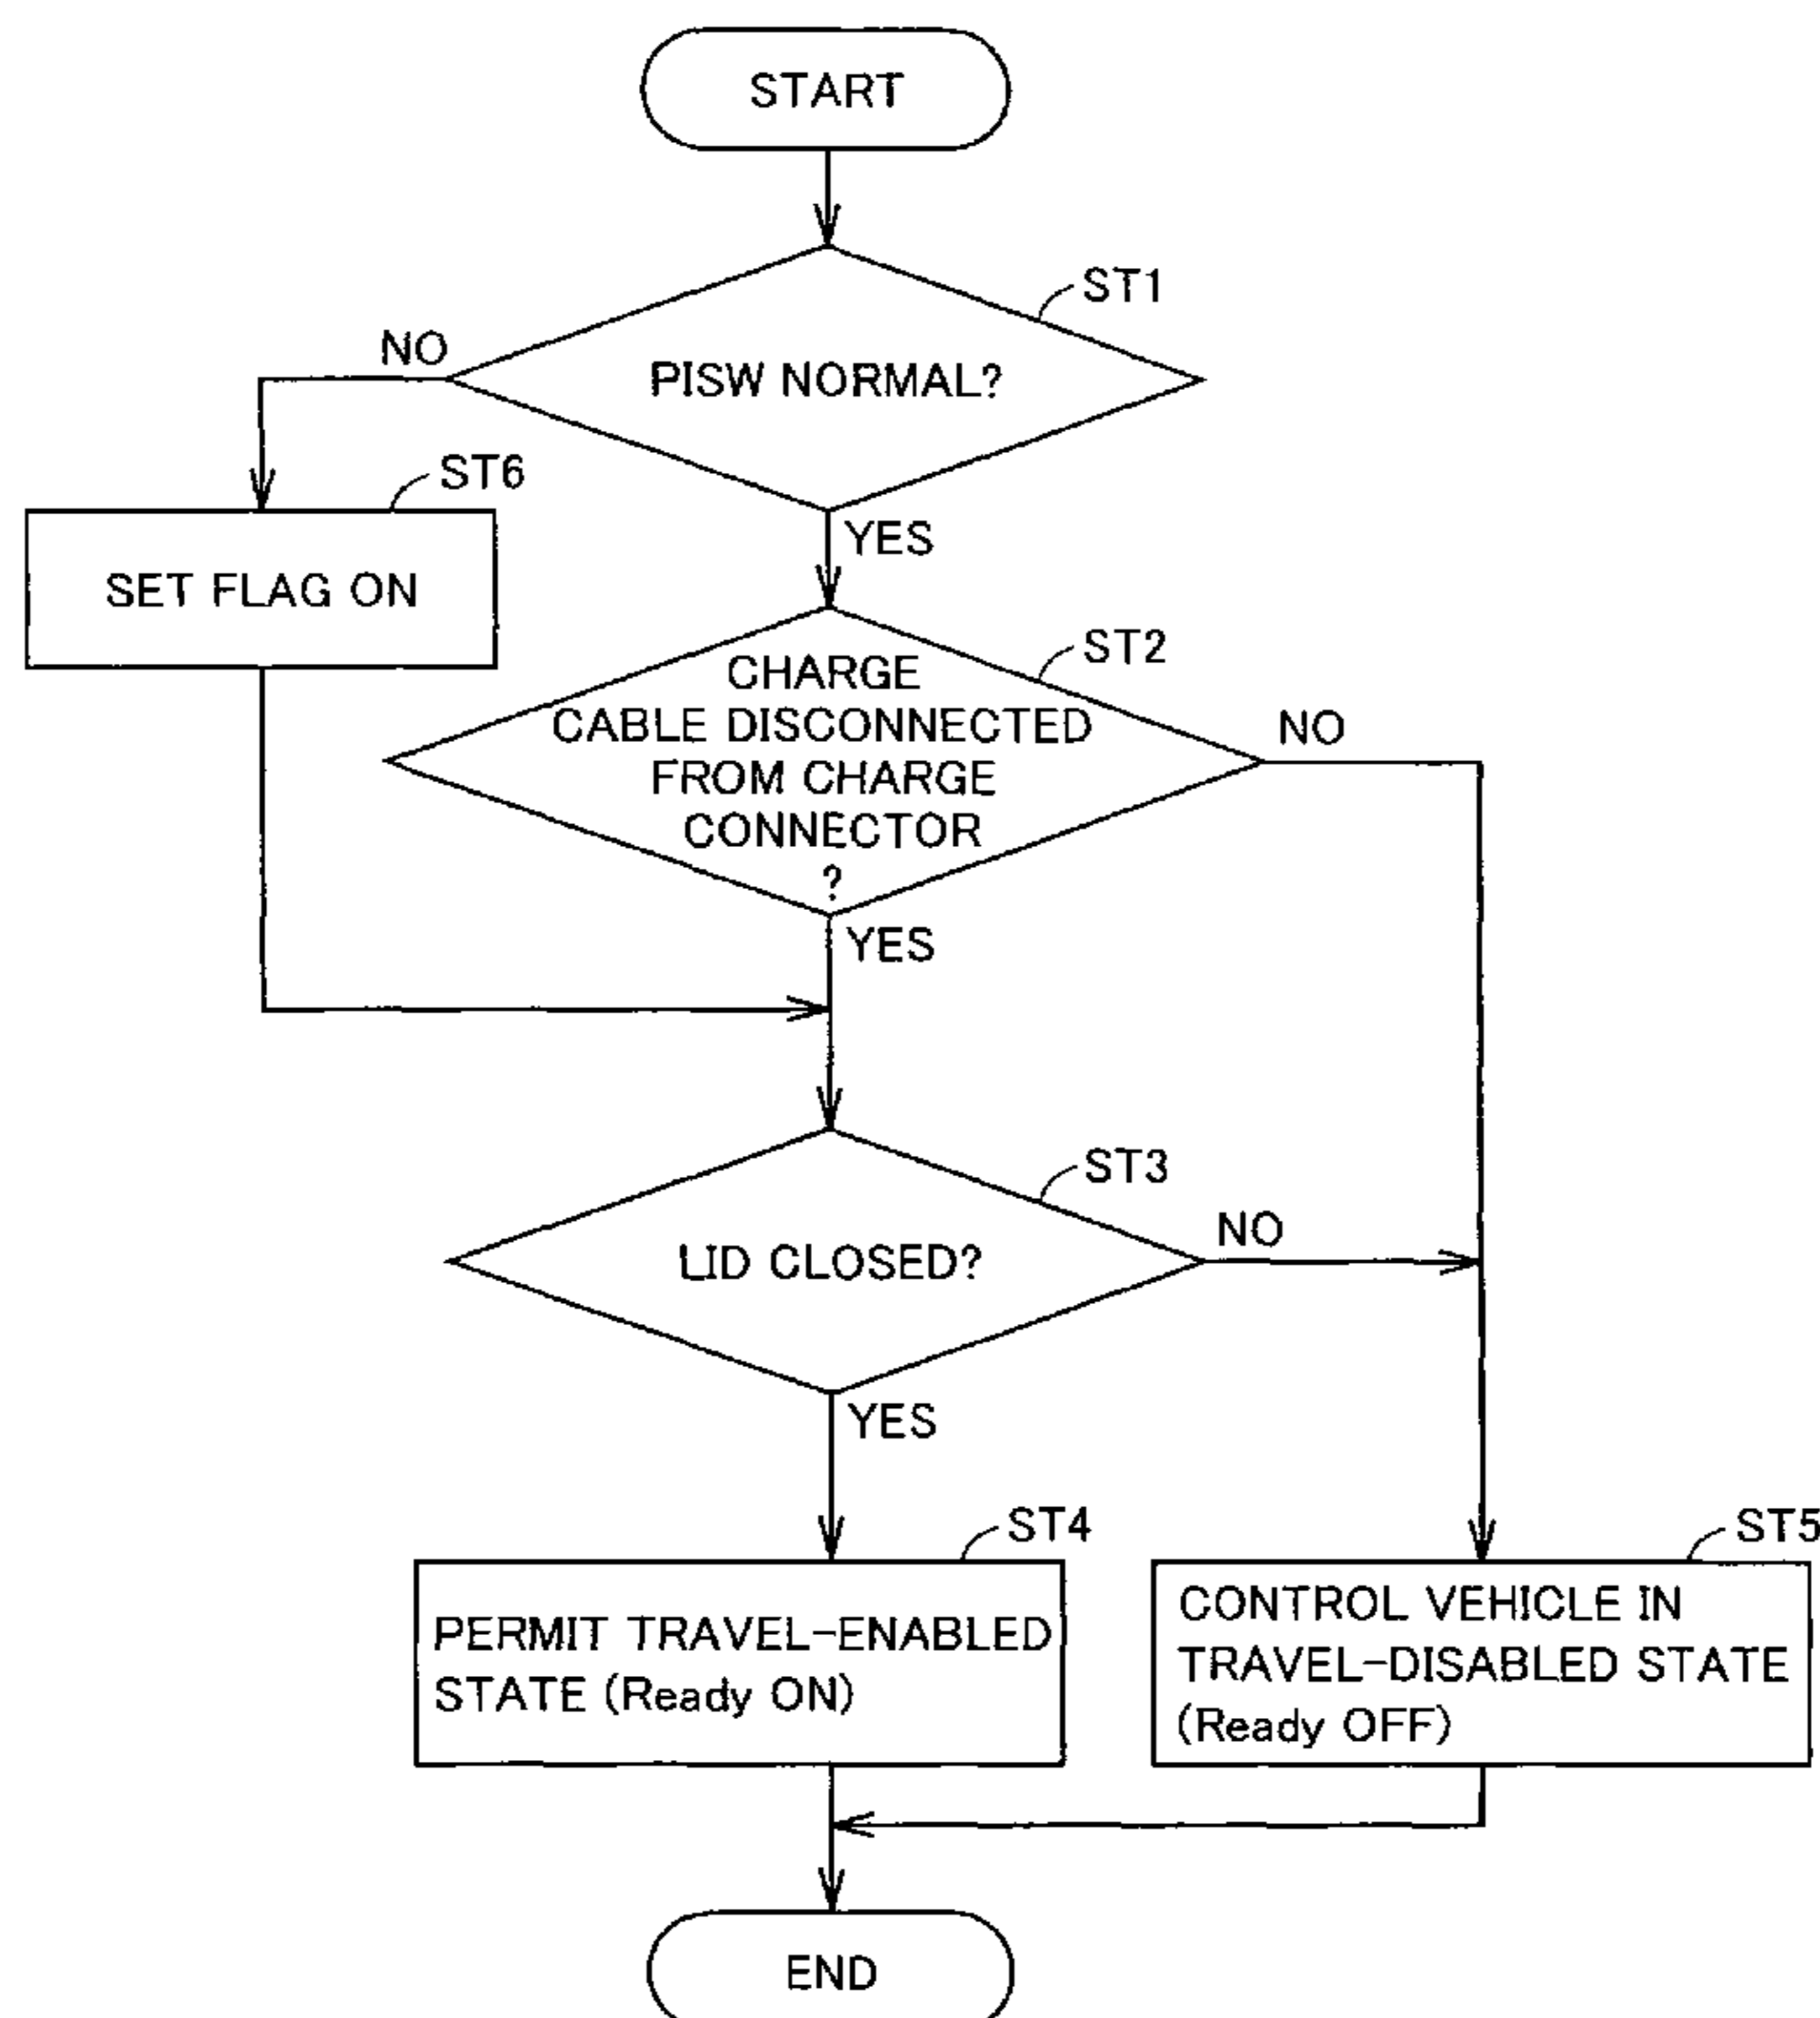 START
ST1
NO
PISW NORMAL?
ST6
YES
SET FLAG ON
ST2
CHARGE
CABLE DISCONNECTED
FROM CHARGE
CONNECTOR
?
NO
YES
ST3
NO
LID CLOSED?
YES
ST4
ST5
PERMIT TRAVEL-ENABLED
STATE (Ready ON)
CONTROL VEHICLE IN
TRAVEL-DISABLED STATE
(Ready OFF)
END